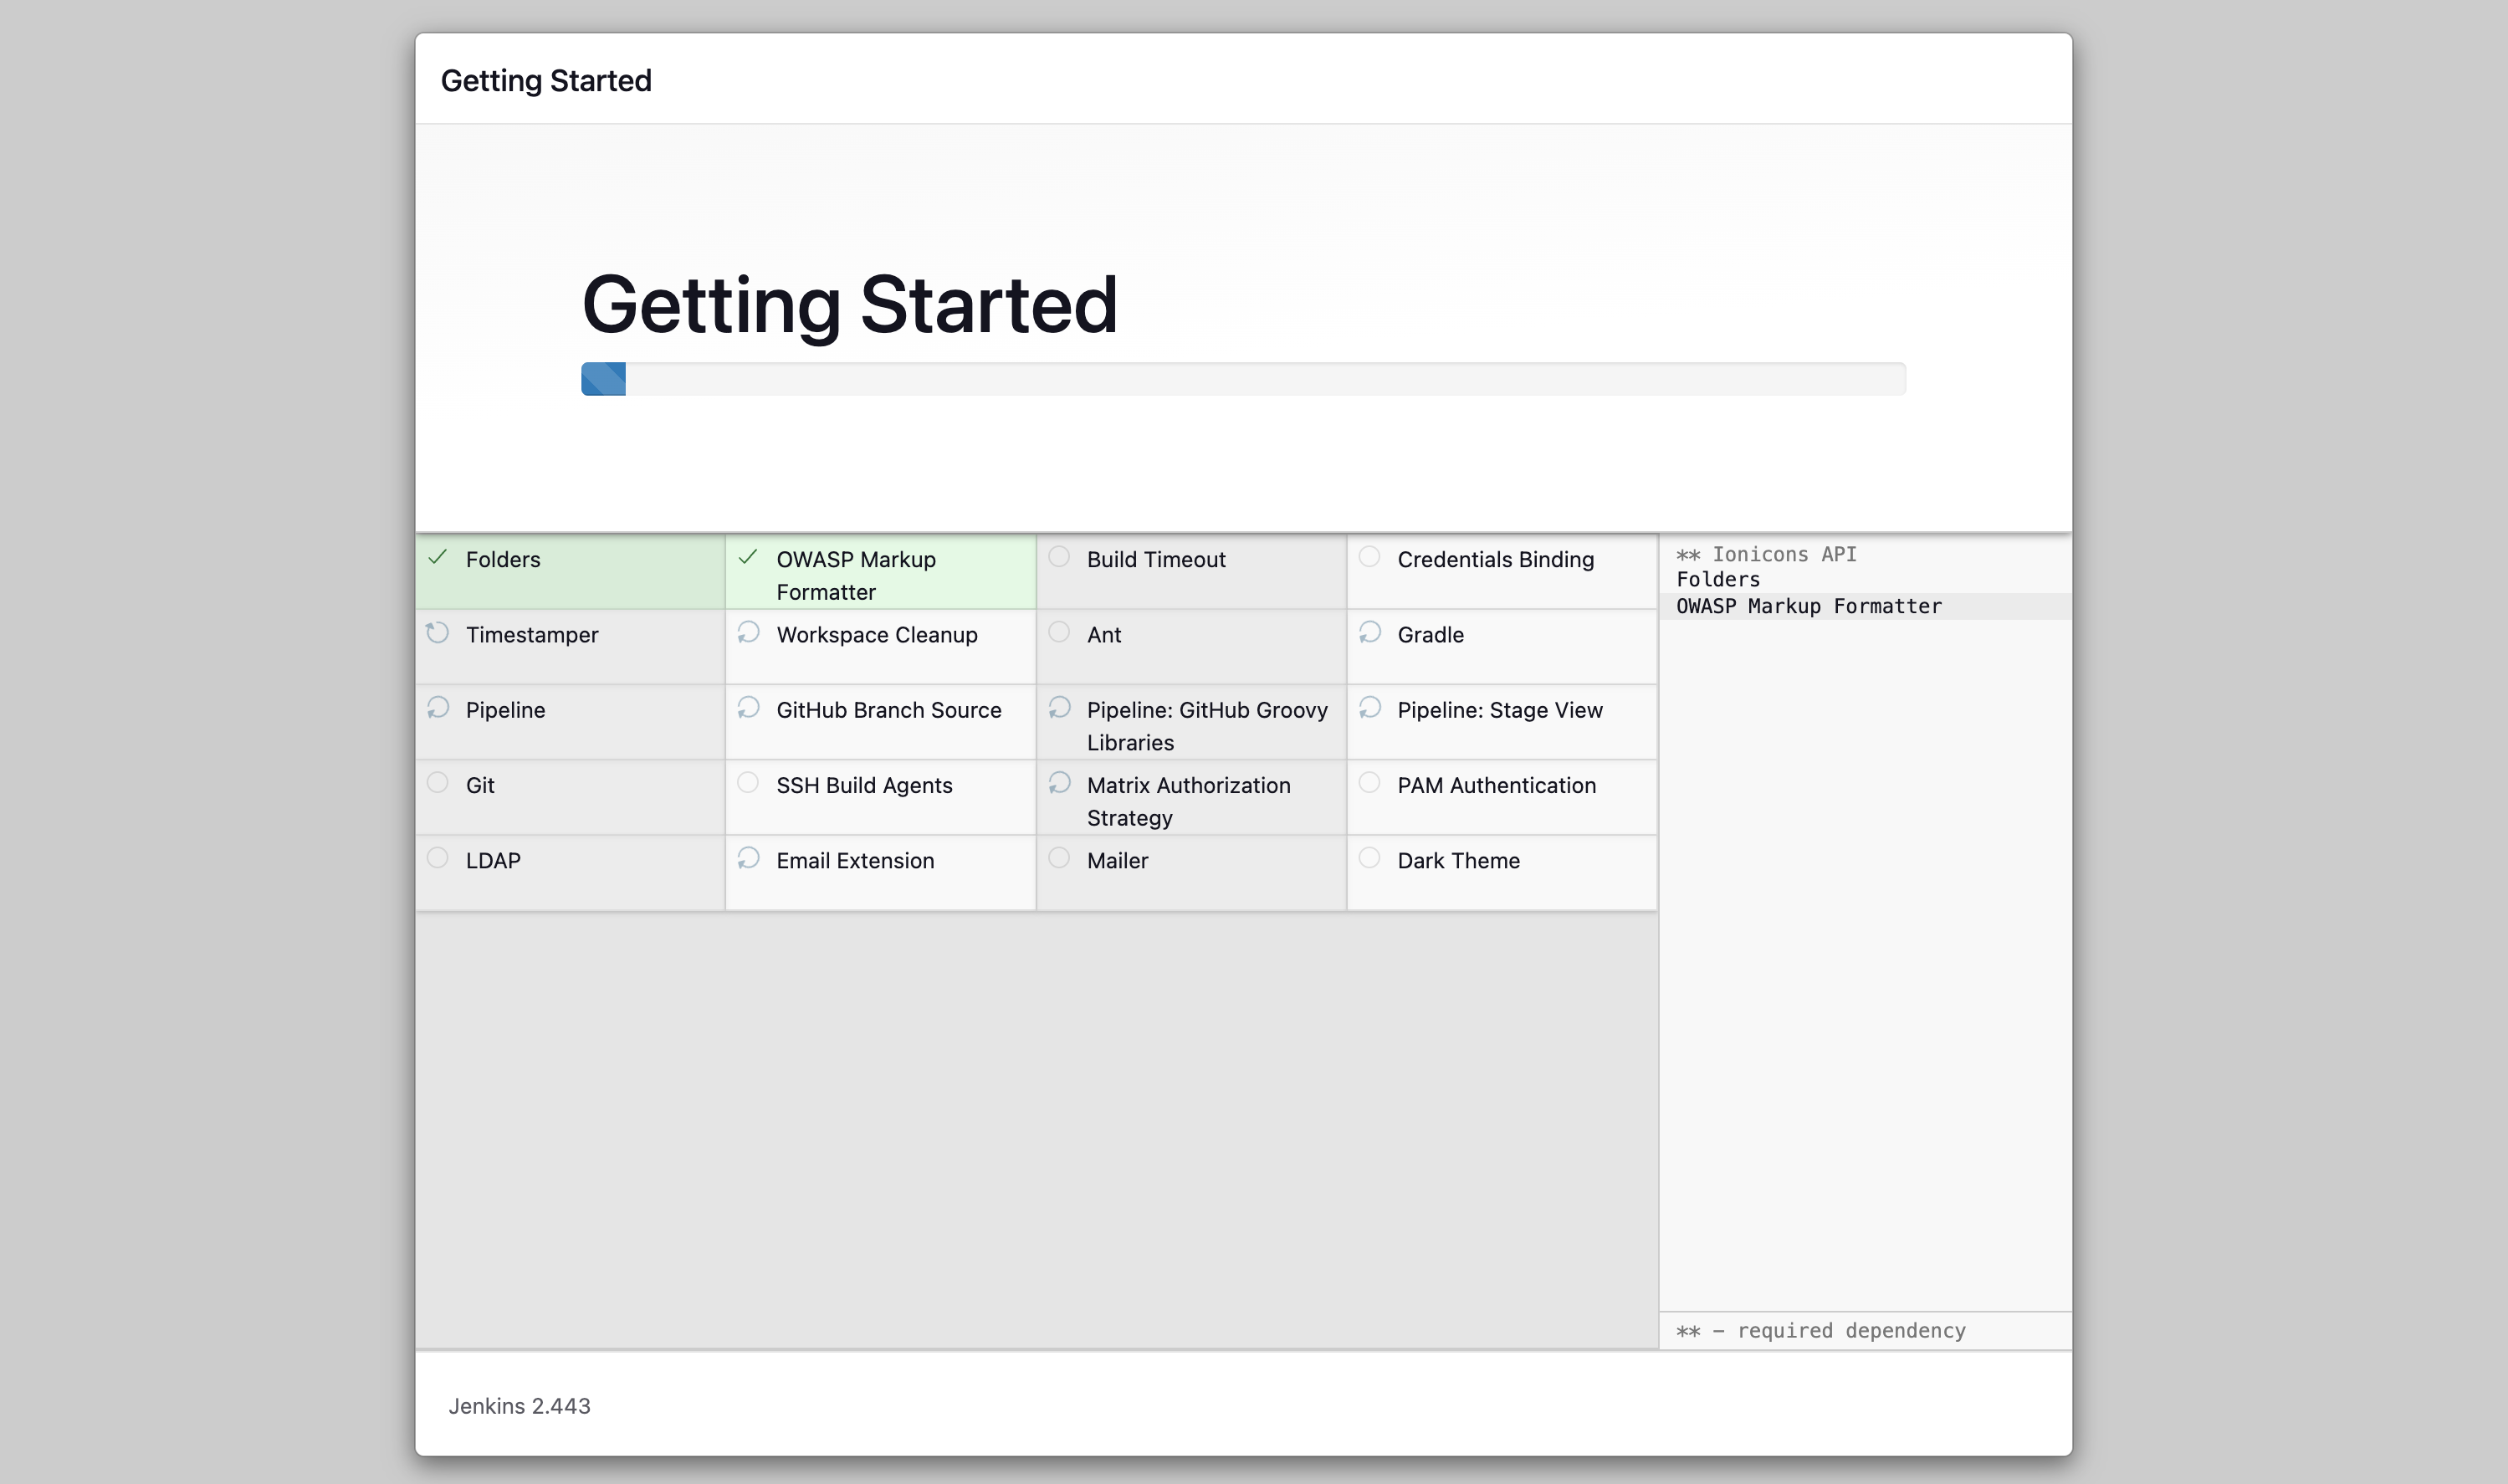 Getting Started
Getting Started
Folders
OWASP Markup
Formatter
Build Timeout
Credentials Binding
Timestamper
Workspace Cleanup
Ant
Gradle
Pipeline
GitHub Branch Source
Pipeline: GitHub Groovy
Libraries
Pipeline: Stage View
Git
SSH Build Agents
Matrix Authorization
Strategy
PAM Authentication
LDAP
Email Extension
Mailer
Dark Theme
** Ionicons API
Folders
OWASP Markup Formatter
** - required dependency
Jenkins 2.443